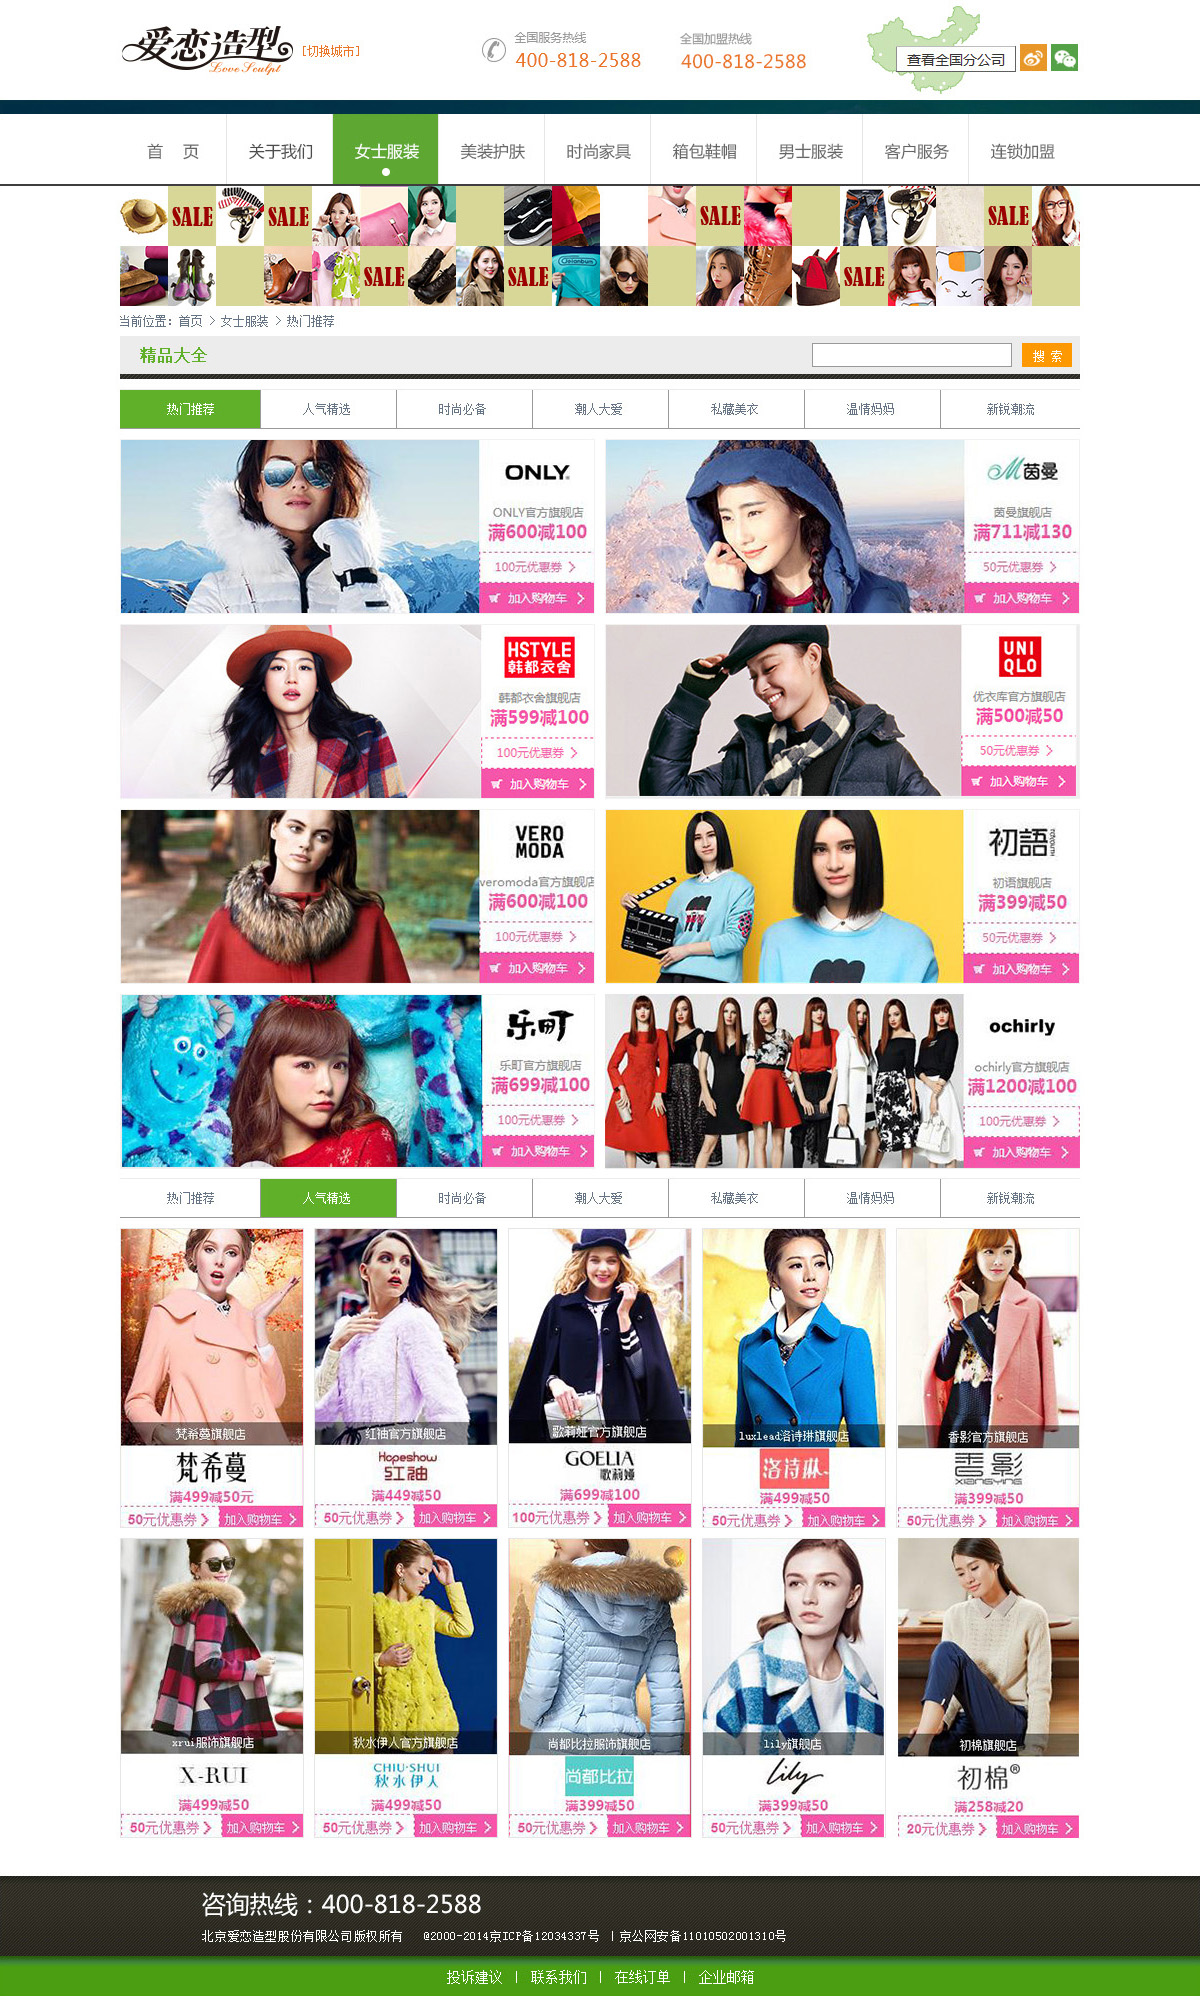 爱恋造型
Love Sculpt
[切换城市]
全国服务热线
400-818-2588
全国加盟热线
400-818-2588
查看全国分公司
首 页
关于我们
女士服装
美装护肤
时尚家具
箱包鞋帽
男士服装
客户服务
连锁加盟
SALE
SALE
SALE
SALE
SALE
SALE
SALE
当前位置：首页 > 女士服装 > 热门推荐
精品大全
搜 索
热门推荐
人气精选
时尚必备
潮人大爱
私藏美衣
温情妈妈
新锐潮流
ONLY
ONLY官方旗舰店
满600减100
100元优惠券 >
加入购物车 >
茵曼
茵曼旗舰店
满711减130
50元优惠券 >
加入购物车 >
HSTYLE
韩都衣舍
韩都衣舍旗舰店
满599减100
100元优惠券 >
加入购物车 >
UNI
QLO
优衣库官方旗舰店
满500减50
50元优惠券 >
加入购物车 >
VERO
MODA
veromoda官方旗舰店
满600减100
100元优惠券 >
加入购物车 >
初語
初语旗舰店
满399减50
50元优惠券 >
加入购物车 >
乐町
乐町官方旗舰店
满699减100
100元优惠券 >
加入购物车 >
ochirly
ochirly官方旗舰店
满1200减100
100元优惠券 >
加入购物车 >
热门推荐
人气精选
时尚必备
潮人大爱
私藏美衣
温情妈妈
新锐潮流
梵希蔓旗舰店
梵希蔓
满499减50元
50元优惠券 >
加入购物车 >
红袖官方旗舰店
Hopeshow
红袖
满449减50
50元优惠券 >
加入购物车 >
歌莉娅官方旗舰店
GOELIA
歌莉娅
满699减100
100元优惠券 >
加入购物车 >
luxlead洛诗琳旗舰店
洛诗琳
满499减50
50元优惠券 >
加入购物车 >
香影官方旗舰店
香影
XIANGYING
满399减50
50元优惠券 >
加入购物车 >
xrui服饰旗舰店
X-RUI
满499减50
50元优惠券 >
加入购物车 >
秋水伊人官方旗舰店
CHIU·SHUI
秋水伊人
满499减50
50元优惠券 >
加入购物车 >
尚都比拉服饰旗舰店
尚都比拉
满399减50
50元优惠券 >
加入购物车 >
lily旗舰店
Lily
满399减50
50元优惠券 >
加入购物车 >
初棉旗舰店
初棉®
满258减20
20元优惠券 >
加入购物车 >
咨询热线：400-818-2588
北京爱恋造型股份有限公司版权所有 @2000-2014京ICP备12034337号 | 京公网安备11010502001310号
投诉建议 | 联系我们 | 在线订单 | 企业邮箱